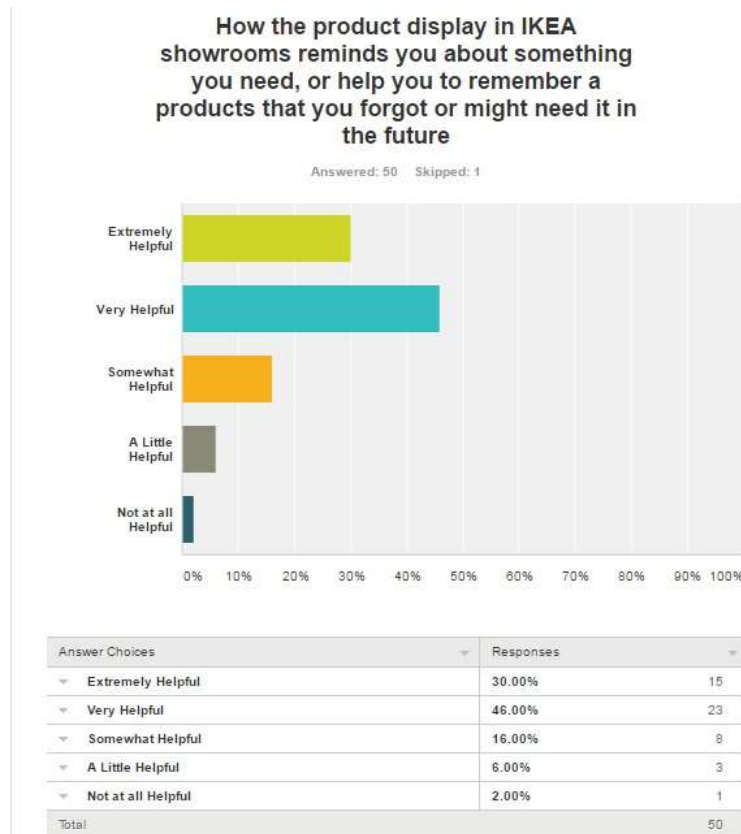 How the product display in IKEA
showrooms reminds you about something
you need, or help you to remember a
products that you forgot or might need it in
the future
Answered: 50 Skipped: 1
Extremely
Helpful
Very Helpful
Somewhat
Helpful
A Little
Helpful
Not at all
Helpful
0% 10% 20% 30% 40% 50% 60% 70% 80% 90% 100%
Answer Choices Responses
Extremely Helpful 30.00% 15
Very Helpful 46.00% 23
Somewhat Helpful 16.00% 8
A Little Helpful 6.00% 3
Not at all Helpful 2.00% 1
Total 50